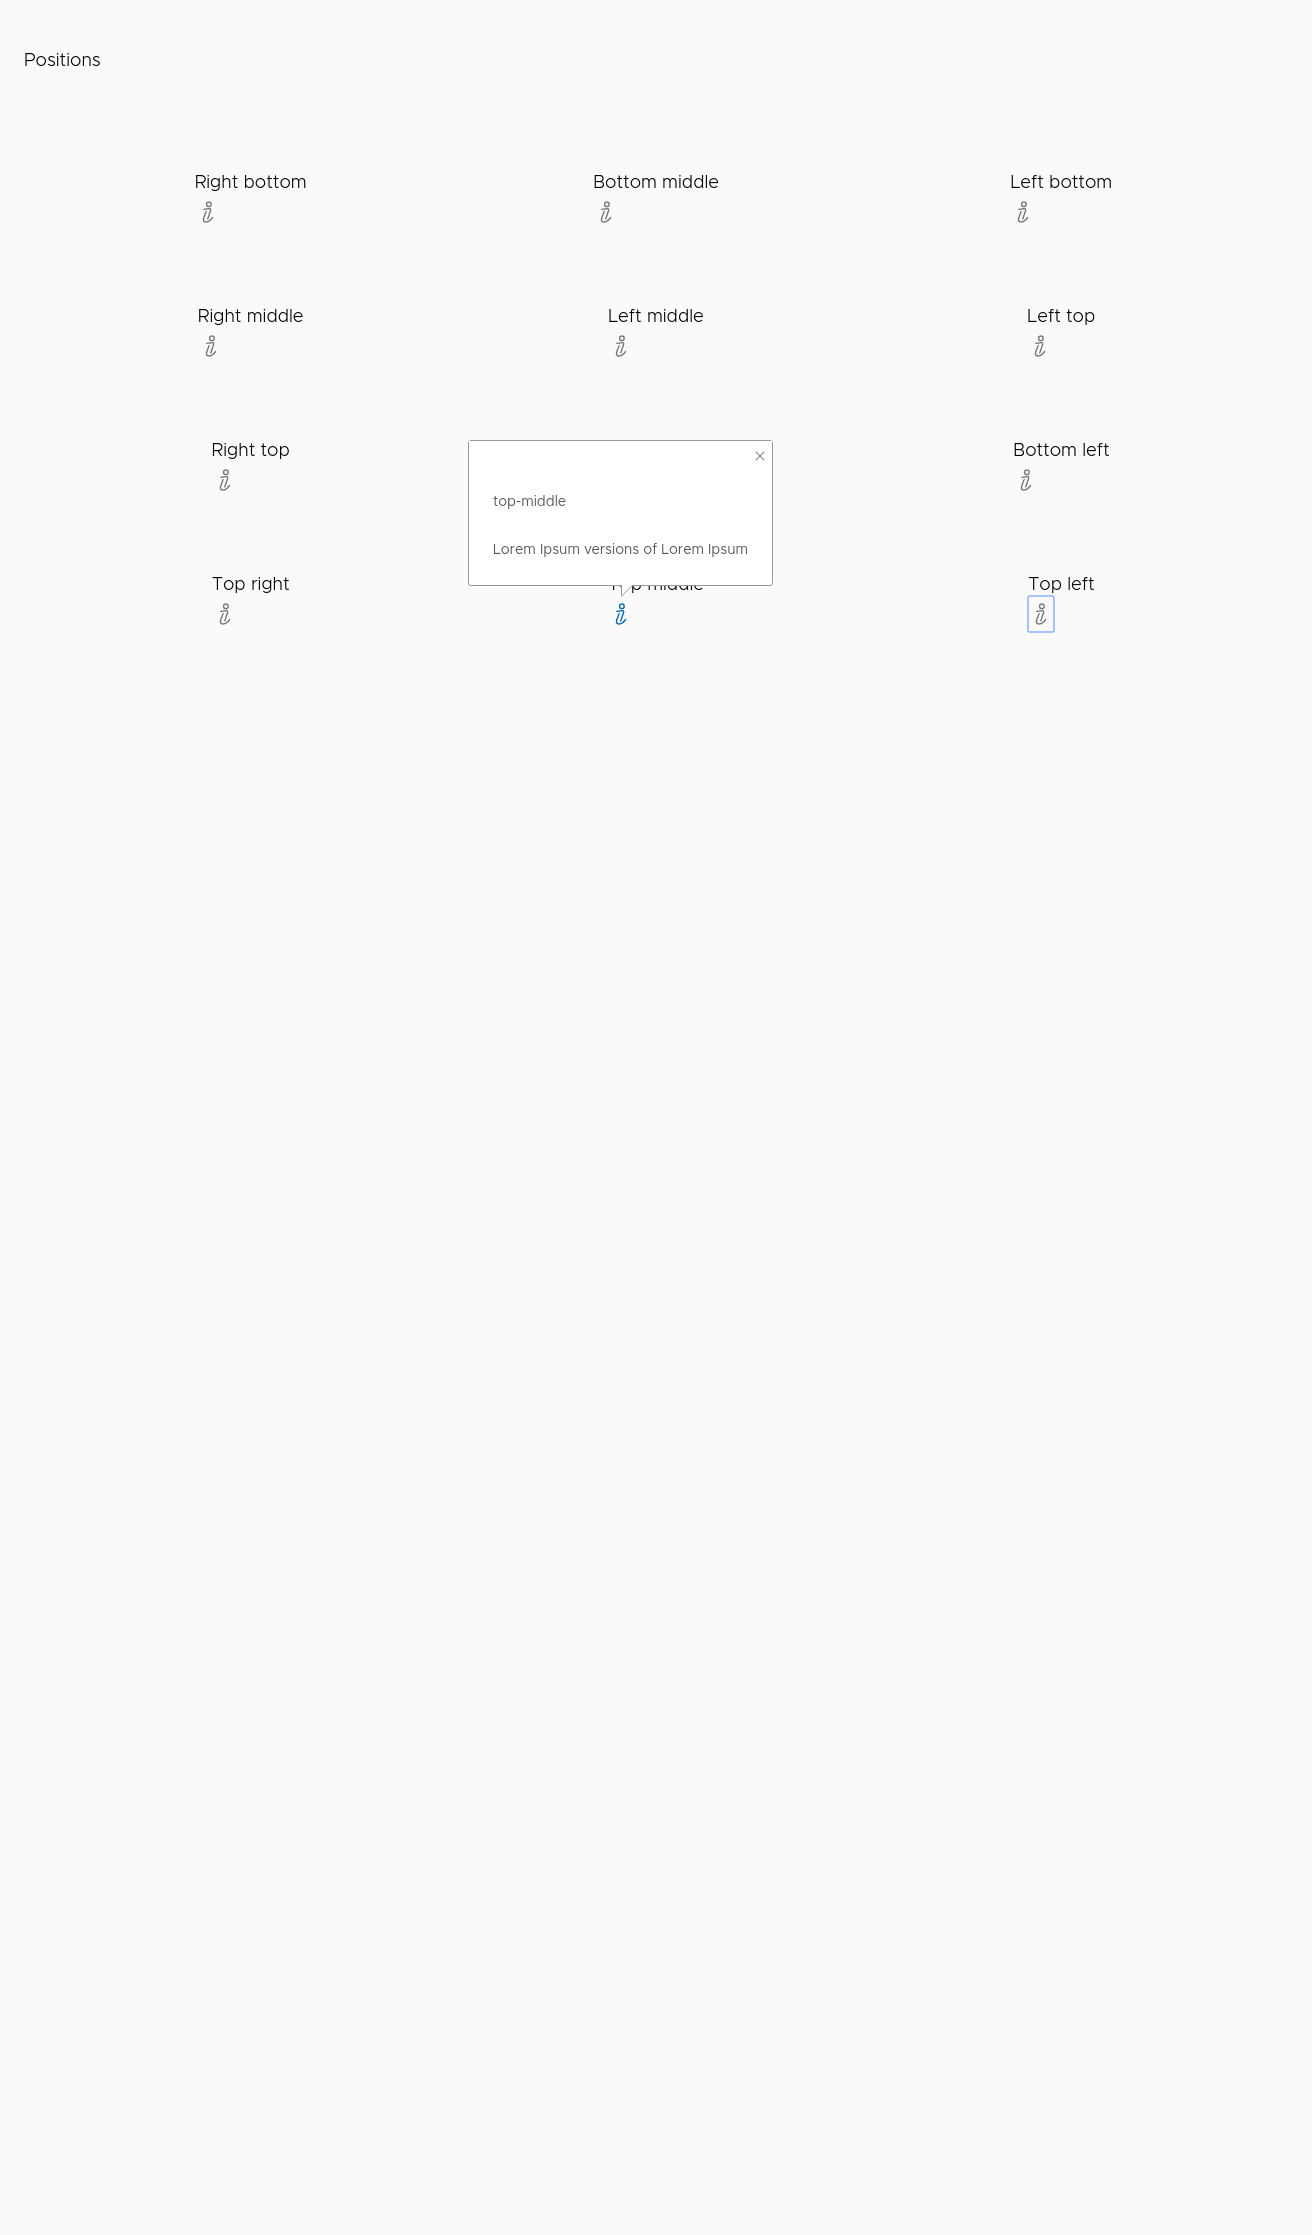 Positions
Right bottom
Bottom middle
Left bottom
Right middle
Left middle
Left top
Right top
Bottom left
top-middle
Lorem Ipsum versions of Lorem Ipsum
Top right
middle
Top left